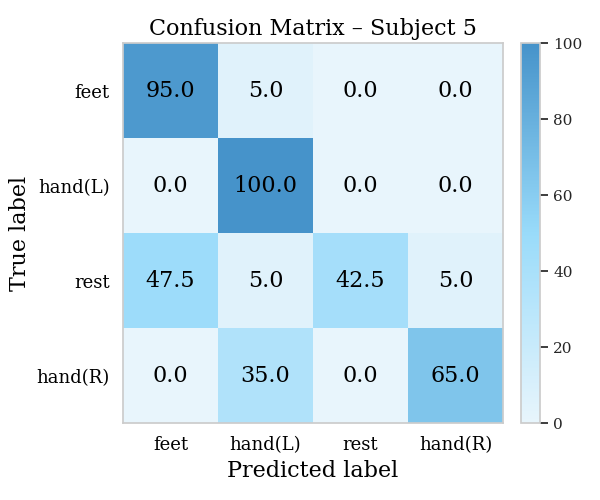 Confusion Matrix – Subject 5
True label
feet 95.0 5.0 0.0 0.0
hand(L) 0.0 100.0 0.0 0.0
rest 47.5 5.0 42.5 5.0
hand(R) 0.0 35.0 0.0 65.0
feet hand(L) rest hand(R)
Predicted label
100
80
60
40
20
0